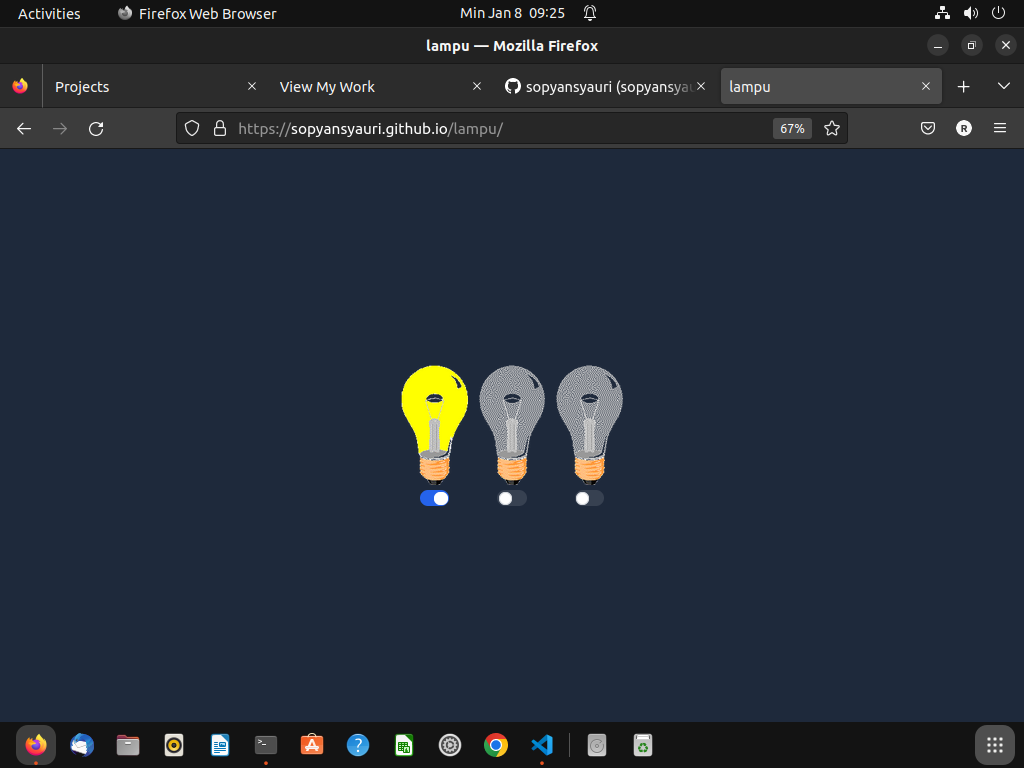 Activities Firefox Web Browser Min Jan 8 09:25
lampu — Mozilla Firefox
Projects View My Work sopyansyauri (sopyansyau lampu
https://sopyansyauri.github.io/lampu/ 67% R